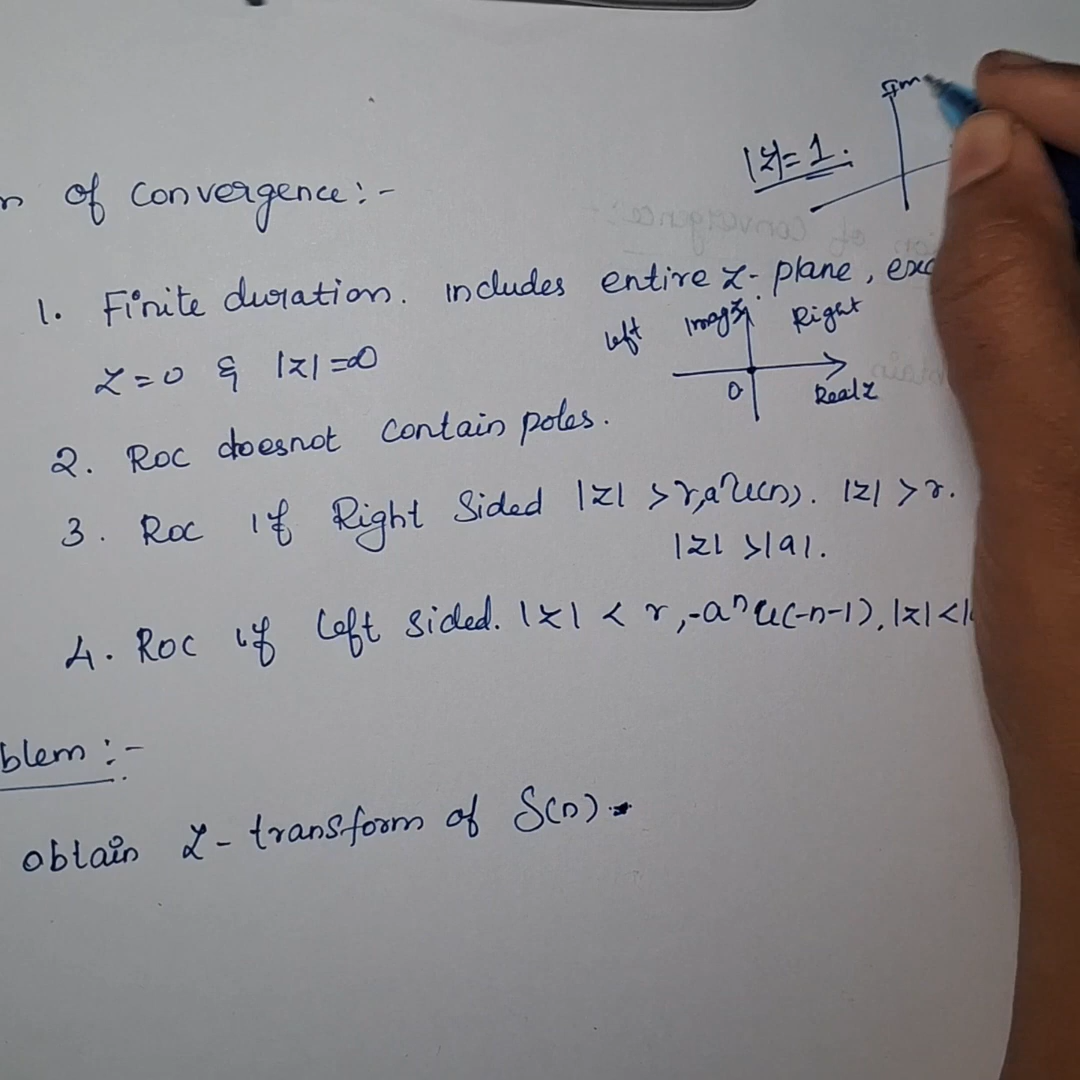 Im
|z|=1.
of convergence:-
1. Finite duration. includes entire z-plane,
z=0 & |z|=∞
left Imag z Right
0 Real z
2. Roc doesnot contain poles.
3. Roc if Right sided |z| >r, aⁿu(n). |z| >r.
|z| >|a|.
4. Roc if left sided. |z| < r, -aⁿu(-n-1), |z|<
blem :-
obtain z-transform of δ(n).